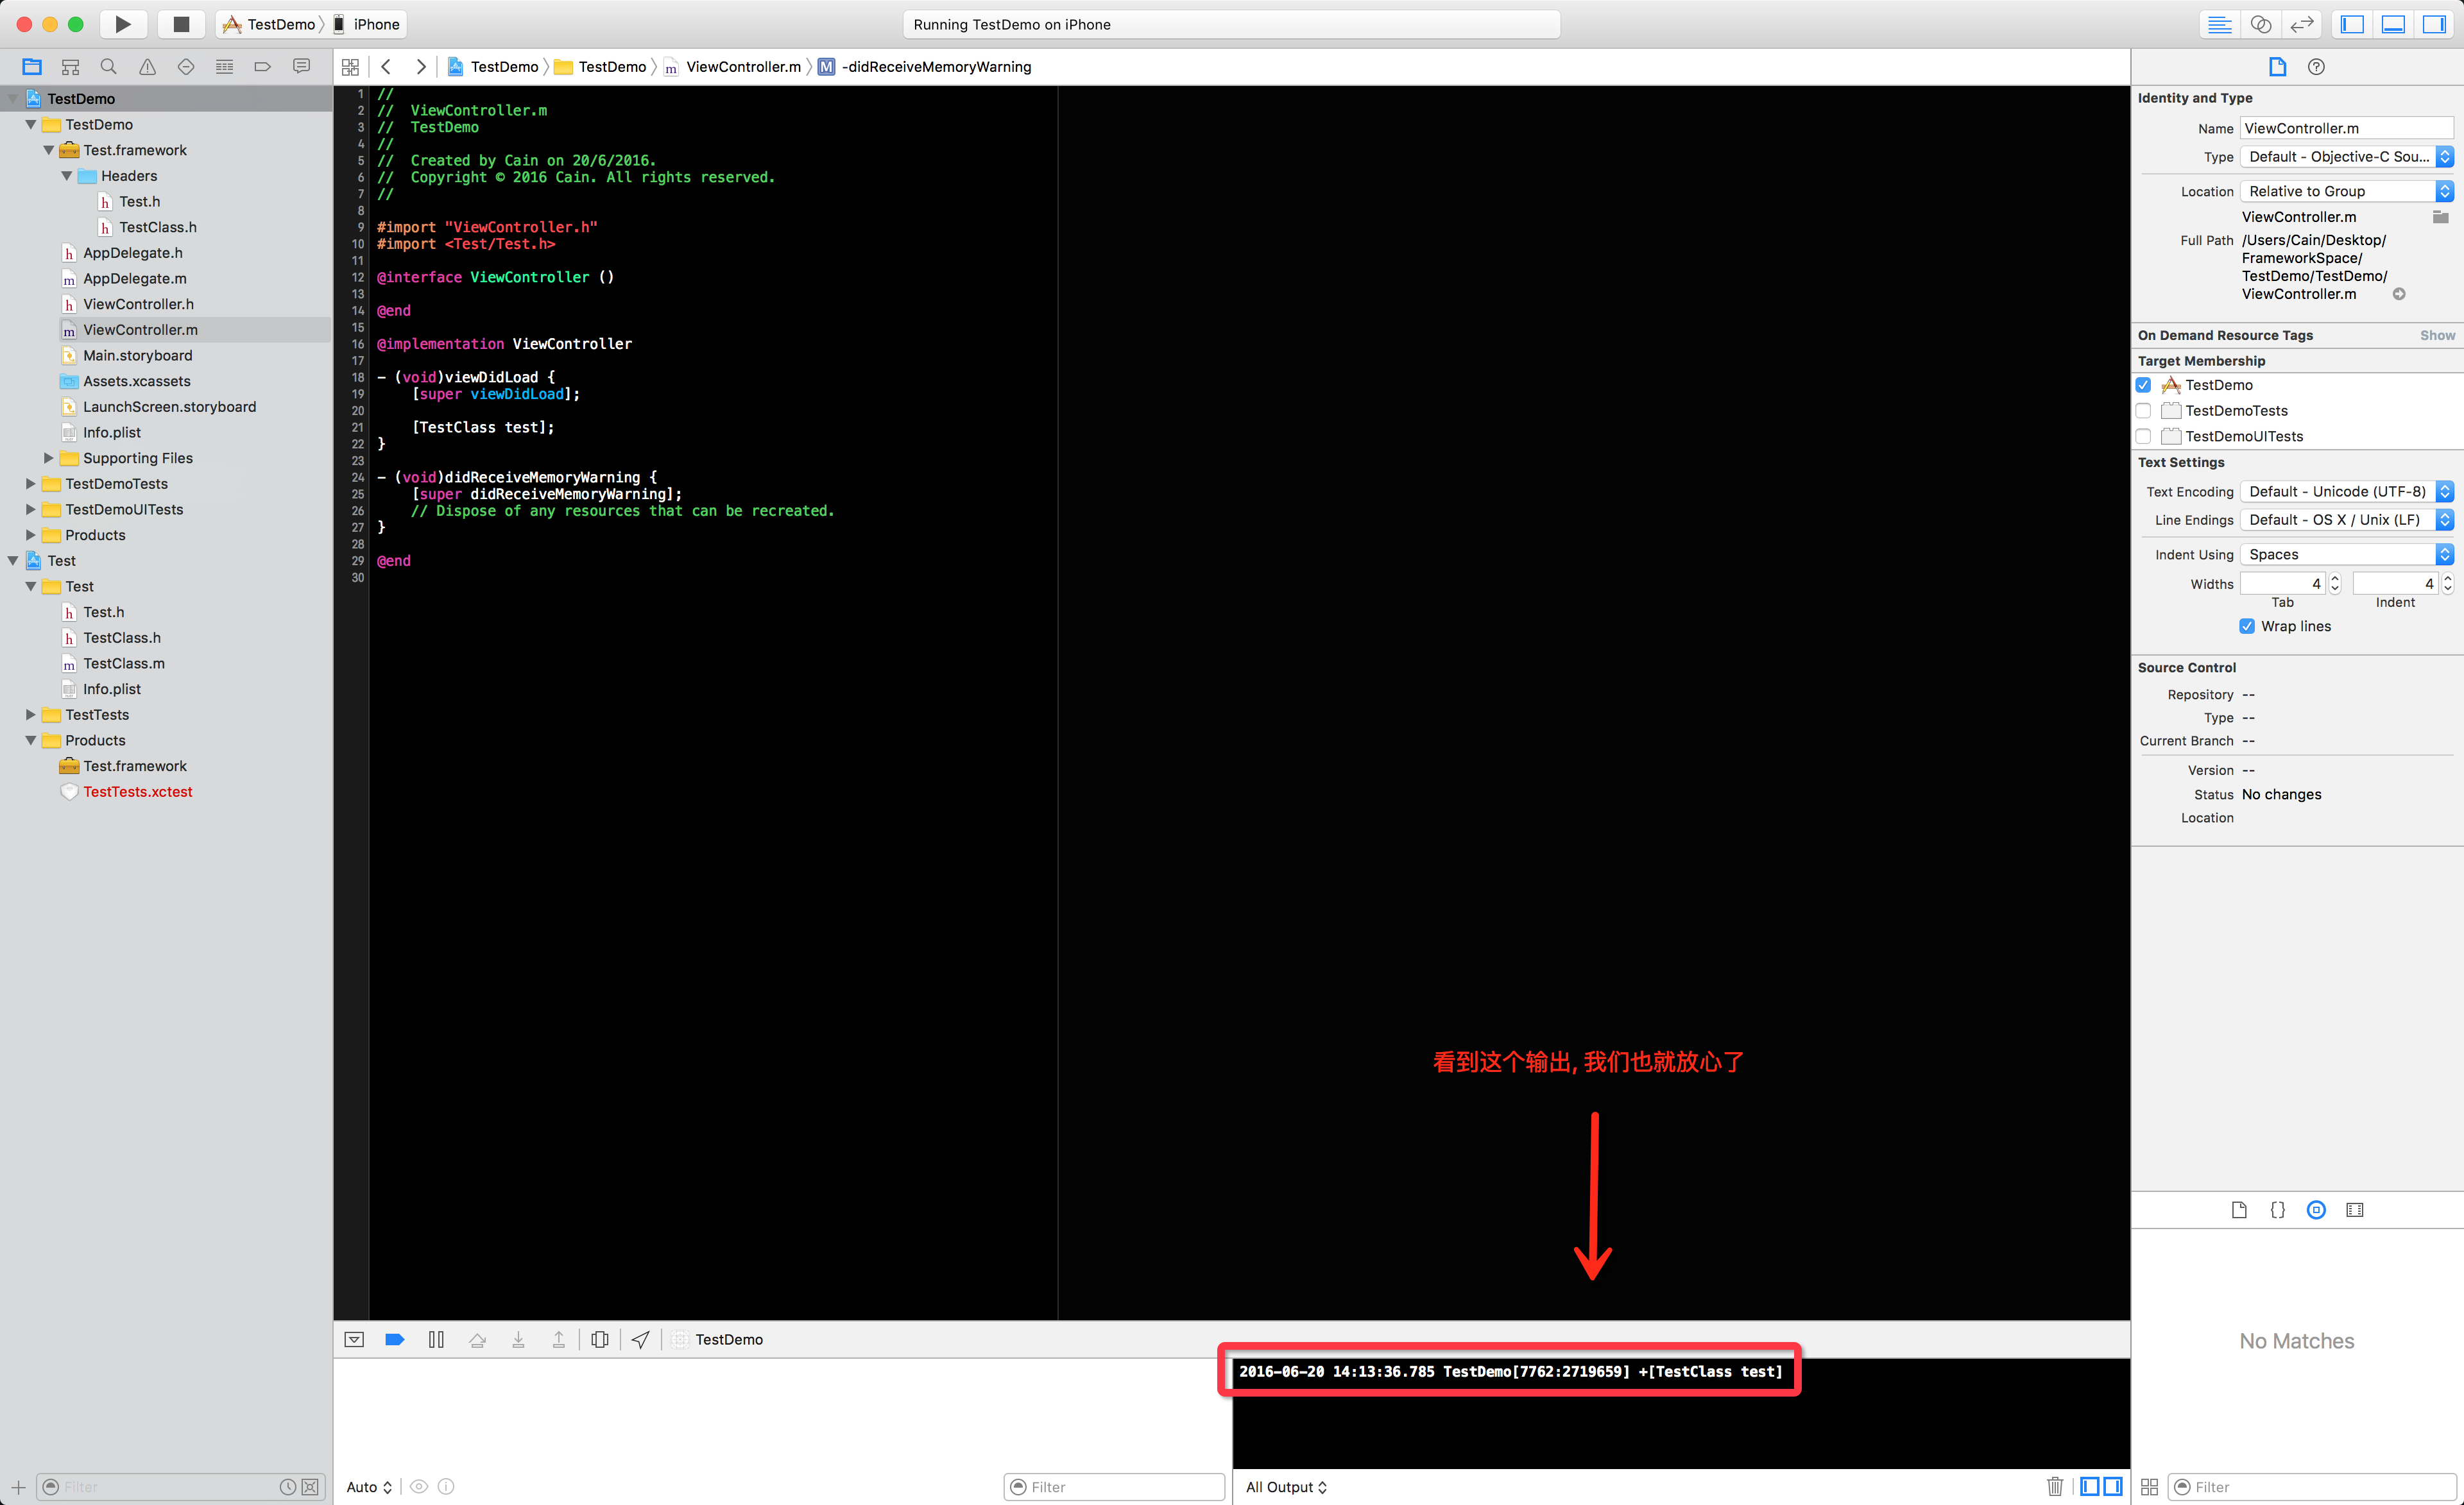 TestDemo
iPhone
Running TestDemo on iPhone
TestDemo
TestDemo
ViewController.m
M
-didReceiveMemoryWarning
TestDemo
TestDemo
Test.framework
Headers
h Test.h
h TestClass.h
h AppDelegate.h
m AppDelegate.m
h ViewController.h
m ViewController.m
Main.storyboard
Assets.xcassets
LaunchScreen.storyboard
Info.plist
Supporting Files
TestDemoTests
TestDemoUITests
Products
Test
Test
h Test.h
h TestClass.h
m TestClass.m
Info.plist
TestTests
Products
Test.framework
TestTests.xctest
Filter
1 //
2 //  ViewController.m
3 //  TestDemo
4 //
5 //  Created by Cain on 20/6/2016.
6 //  Copyright © 2016 Cain. All rights reserved.
7 //
8
9 #import "ViewController.h"
10 #import <Test/Test.h>
11
12 @interface ViewController ()
13
14 @end
15
16 @implementation ViewController
17
18 - (void)viewDidLoad {
19     [super viewDidLoad];
20
21     [TestClass test];
22 }
23
24 - (void)didReceiveMemoryWarning {
25     [super didReceiveMemoryWarning];
26     // Dispose of any resources that can be recreated.
27 }
28
29 @end
30
看到这个输出, 我们也就放心了
TestDemo
2016-06-20 14:13:36.785 TestDemo[7762:2719659] +[TestClass test]
Auto
Filter
All Output
Identity and Type
Name ViewController.m
Type Default - Objective-C Sou...
Location Relative to Group
ViewController.m
Full Path /Users/Cain/Desktop/
FrameworkSpace/
TestDemo/TestDemo/
ViewController.m
On Demand Resource Tags Show
Target Membership
TestDemo
TestDemoTests
TestDemoUITests
Text Settings
Text Encoding Default - Unicode (UTF-8)
Line Endings Default - OS X / Unix (LF)
Indent Using Spaces
Widths 4 4
Tab Indent
Wrap lines
Source Control
Repository --
Type --
Current Branch --
Version --
Status No changes
Location
No Matches
Filter